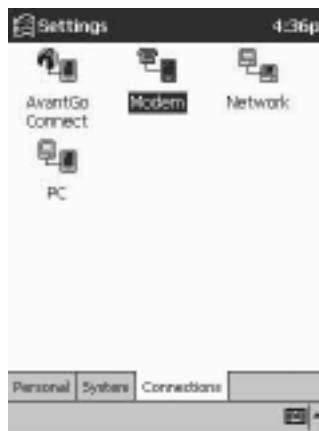 Settings 4:36p
AvantGo Connect
Modem
Network
PC
Personal System Connections